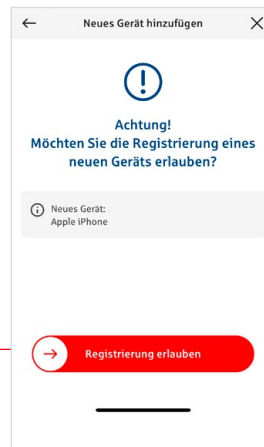 Neues Gerät hinzufügen
Achtung!
Möchten Sie die Registrierung eines
neuen Geräts erlauben?
Neues Gerät:
Apple iPhone
Registrierung erlauben